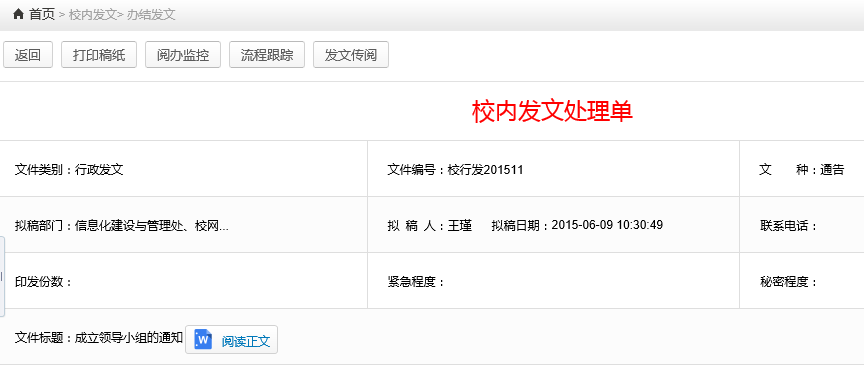 首页 > 校内发文> 办结发文
返回 打印稿纸 阅办监控 流程跟踪 发文传阅
校内发文处理单
文件类别：行政发文 文件编号：校行发201511 文 种：通告
拟稿部门：信息化建设与管理处、校网... 拟 稿 人：王瑾 拟稿日期：2015-06-09 10:30:49 联系电话：
印发份数： 紧急程度： 秘密程度：
文件标题：成立领导小组的通知 W 阅读正文